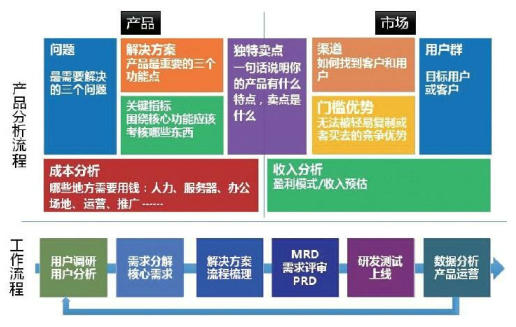 产品
市场
产品分析流程
问题
最需要解决
的三个问题
解决方案
产品最重要的三个
功能点
关键指标
围绕核心功能应该
考核哪些东西
独特卖点
一句话说明你
的产品有什么
特点，卖点是
什么
渠道
如何找到客户和用
户
门槛优势
无法被轻易复制或
者买去的竞争优势
用户群
目标用户
或客户
成本分析
哪些地方需要用钱：人力、服务器、办公
场地、运营、推广······
收入分析
盈利模式/收入预估
工作流程
用户调研
用户分析
需求分解
核心需求
解决方案
流程梳理
MRD
需求评审
PRD
研发测试
上线
数据分析
产品运营